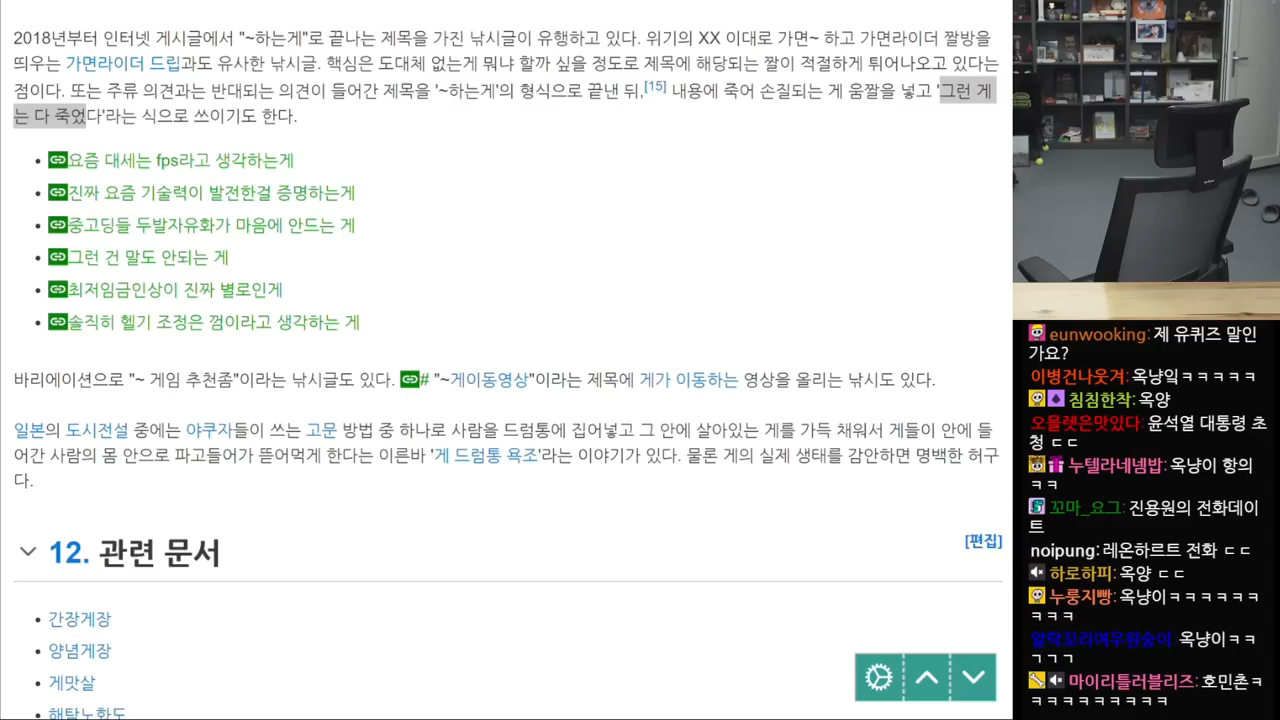 2018년부터 인터넷 게시글에서 "~하는게"로 끝나는 제목을 가진 낚시글이 유행하고 있다. 위기의 XX 이대로 가면~ 하고 가면라이더 짤방을
띄우는 가면라이더 드립과도 유사한 낚시글. 핵심은 도대체 없는게 뭐냐 할까 싶을 정도로 제목에 해당되는 짤이 적절하게 튀어나오고 있다는
점이다. 또는 주류 의견과는 반대되는 의견이 들어간 제목을 '~하는게'의 형식으로 끝낸 뒤,[15] 내용에 죽어 손질되는 게 움짤을 넣고 '그런 게
는 다 죽었다'라는 식으로 쓰이기도 한다.
• 요즘 대세는 fps라고 생각하는게
• 진짜 요즘 기술력이 발전한걸 증명하는게
• 중고딩들 두발자유화가 마음에 안드는 게
• 그런 건 말도 안되는 게
• 최저임금인상이 진짜 별로인게
• 솔직히 헬기 조정은 껌이라고 생각하는 게
바리에이션으로 "~ 게임 추천좀"이라는 낚시글도 있다. # "~게이동영상"이라는 제목에 게가 이동하는 영상을 올리는 낚시도 있다.
일본의 도시전설 중에는 야쿠자들이 쓰는 고문 방법 중 하나로 사람을 드럼통에 집어넣고 그 안에 살아있는 게를 가득 채워서 게들이 안에 들
어간 사람의 몸 안으로 파고들어가 뜯어먹게 한다는 이른바 '게 드럼통 욕조'라는 이야기가 있다. 물론 게의 실제 생태를 감안하면 명백한 허구
다.
12. 관련 문서
[편집]
• 간장게장
• 양념게장
• 게맛살
• 해탈노화도
eunwooking: 제 유퀴즈 말인
가요?
이병건나웃겨: 옥냥잌ㅋㅋㅋㅋㅋ
침침한착: 옥양
오믈렛은맛있다: 윤석열 대통령 초
청 ㄷㄷ
누텔라네넴밥: 옥냥이 항의
ㅋㅋ
꼬마_요그: 진용원의 전화데이
트
noipung: 레온하르트 전화 ㄷㄷ
하로하피: 옥양 ㄷㄷ
누룽지빵: 옥냥이ㅋㅋㅋㅋㅋㅋㅋ
ㅋㅋㅋ
옥냥이ㅋㅋ
ㄱㄱㄱ
마이리틀러블리즈: 호민촌ㅋ
ㅋㅋㅋㅋㅋㅋㅋㅋㅋ